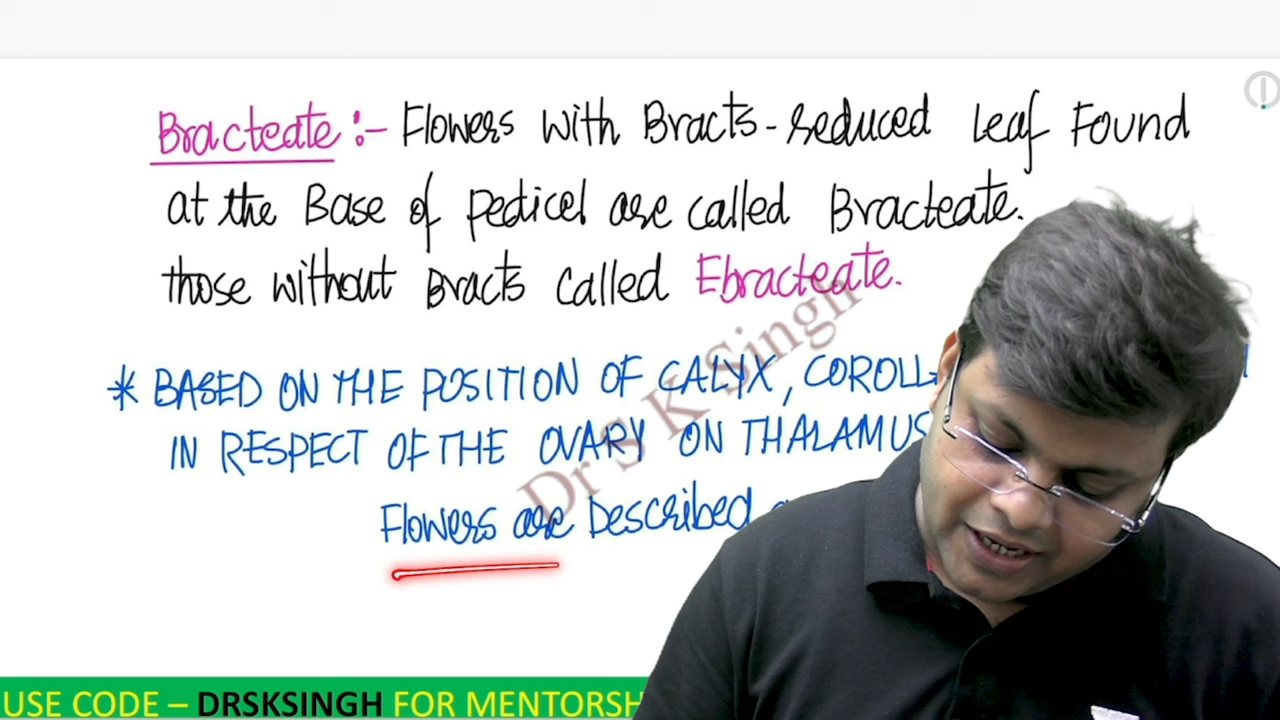 Bracteate :- Flowers with Bracts - reduced Leaf Found
at the Base of Pedicel are called Bracteate.
those without Bracts called Ebracteate.
* BASED ON THE POSITION OF CALYX, COROLL
IN RESPECT OF THE OVARY ON THALAMUS
Flowers are Described
Dr S K Singh
USE CODE – DRSKSINGH FOR MENTORSH